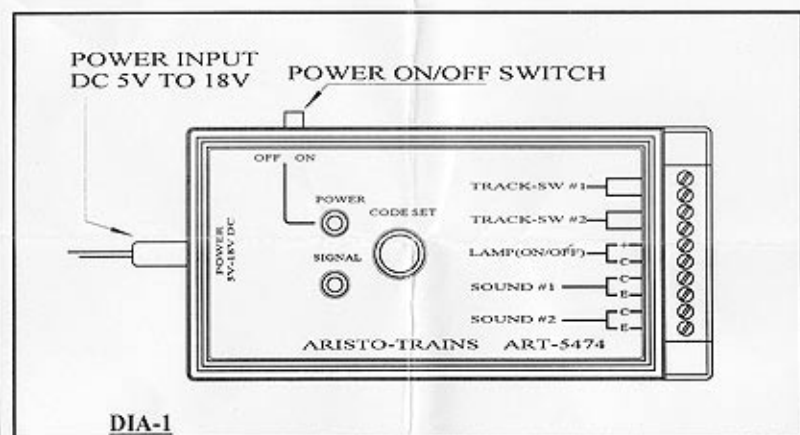 POWER INPUT
DC 5V TO 18V
POWER ON/OFF SWITCH
OFF ON
POWER
CODE SET
SIGNAL
POWER
5V-18V DC
TRACK-SW #1
TRACK-SW #2
LAMP(ON/OFF)
+
C
SOUND #1
C
E
SOUND #2
C
E
ARISTO-TRAINS ART-5474
DIA-1